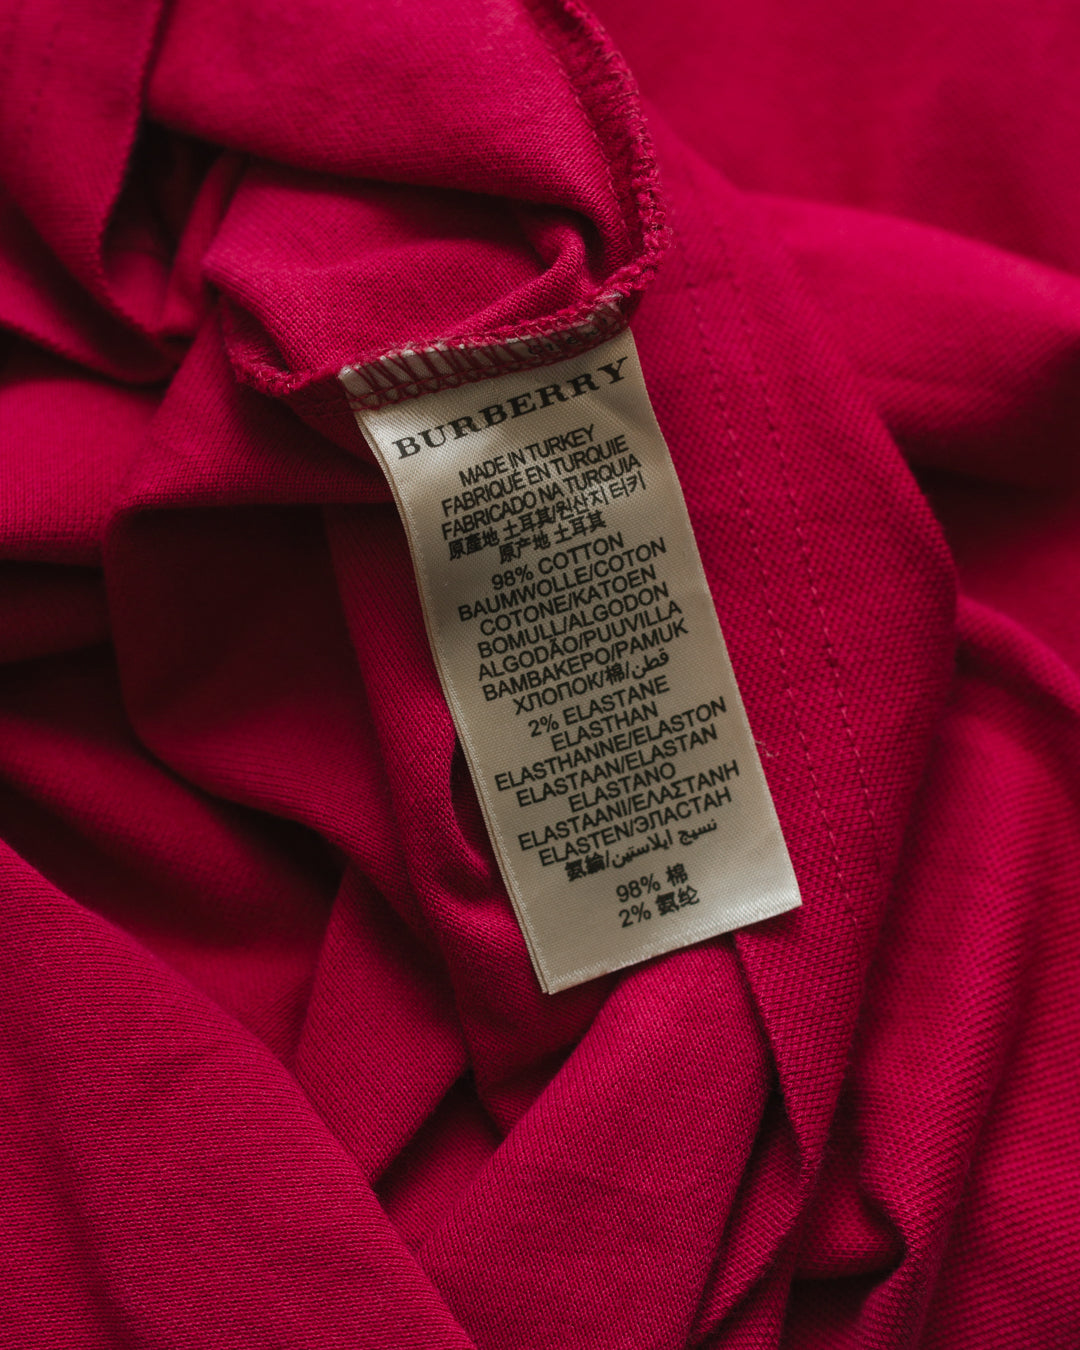 BURBERRY
MADE IN TURKEY
FABRIQUE EN TURQUIE
FABRICADO NA TURQUIA
原產地 土耳其/원산지 터키
原产地 土耳其
98% COTTON
BAUMWOLLE/COTON
COTONE/KATOEN
BOMULL/ALGODON
ALGODÃO/PUUVILLA
BAMBAKEPO/PAMUK
ХЛОПОК/棉/قطن
2% ELASTANE
ELASTHAN
ELASTHANNE/ELASTON
ELASTAAN/ELASTAN
ELASTANO
ELASTAANI/ΕΛΑΣΤΑΝΗ
ELASTEN/ЭЛАСТАН
氨綸/نسيج ايلاستين
98% 棉
2% 氨纶